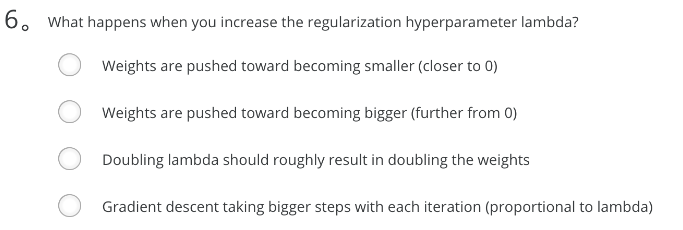 6. What happens when you increase the regularization hyperparameter lambda?
Weights are pushed toward becoming smaller (closer to 0)
Weights are pushed toward becoming bigger (further from 0)
Doubling lambda should roughly result in doubling the weights
Gradient descent taking bigger steps with each iteration (proportional to lambda)